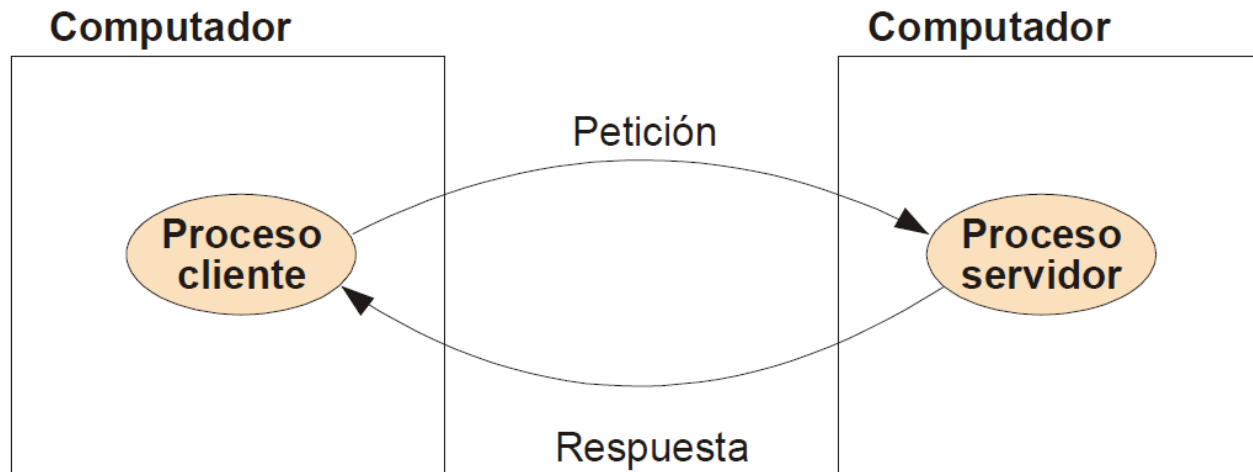 Computador
Computador
Petición
Proceso
cliente
Proceso
servidor
Respuesta